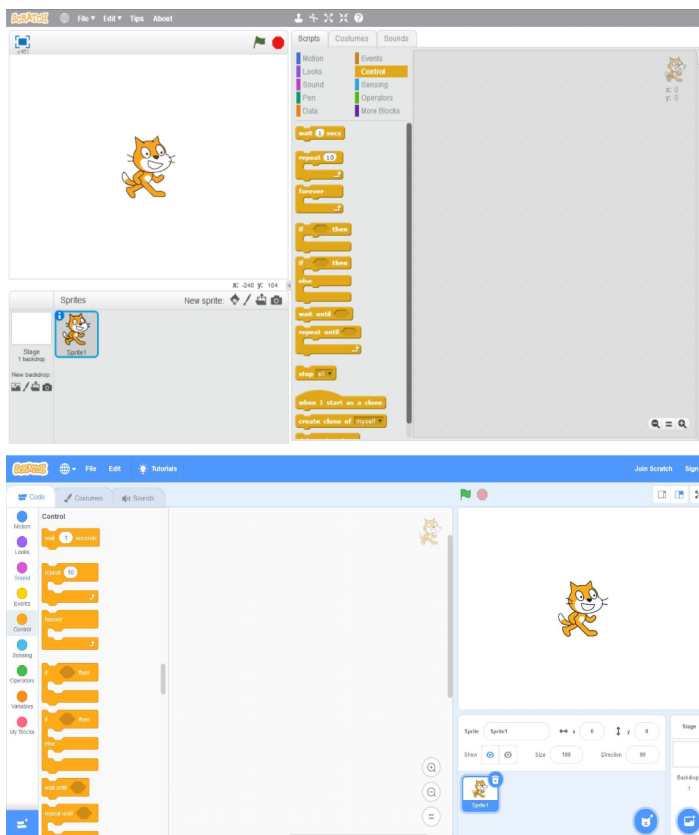 SCRATCH File▼ Edit▼ Tips About
v461
Scripts Costumes Sounds
Motion Events
Looks Control
Sound Sensing
Pen Operators
Data More Blocks
x: 0
y: 0
wait 1 secs
repeat 10
forever
if then
if then
else
wait until
repeat until
stop all
when I start as a clone
create clone of myself
X: -240 y: 104
Sprites New sprite:
Stage
1 backdrop
Sprite1
New backdrop:
SCRATCH File Edit Tutorials Join Scratch Sign
Code Costumes Sounds
Motion
Looks
Sound
Events
Control
Sensing
Operators
Variables
My Blocks
Control
wait 1 seconds
repeat 10
forever
if then
if then
else
wait until
repeat until
Sprite Sprite1 x 0 y 0
Show Size 100 Direction 90
Sprite1
Stage
Backdrop
1